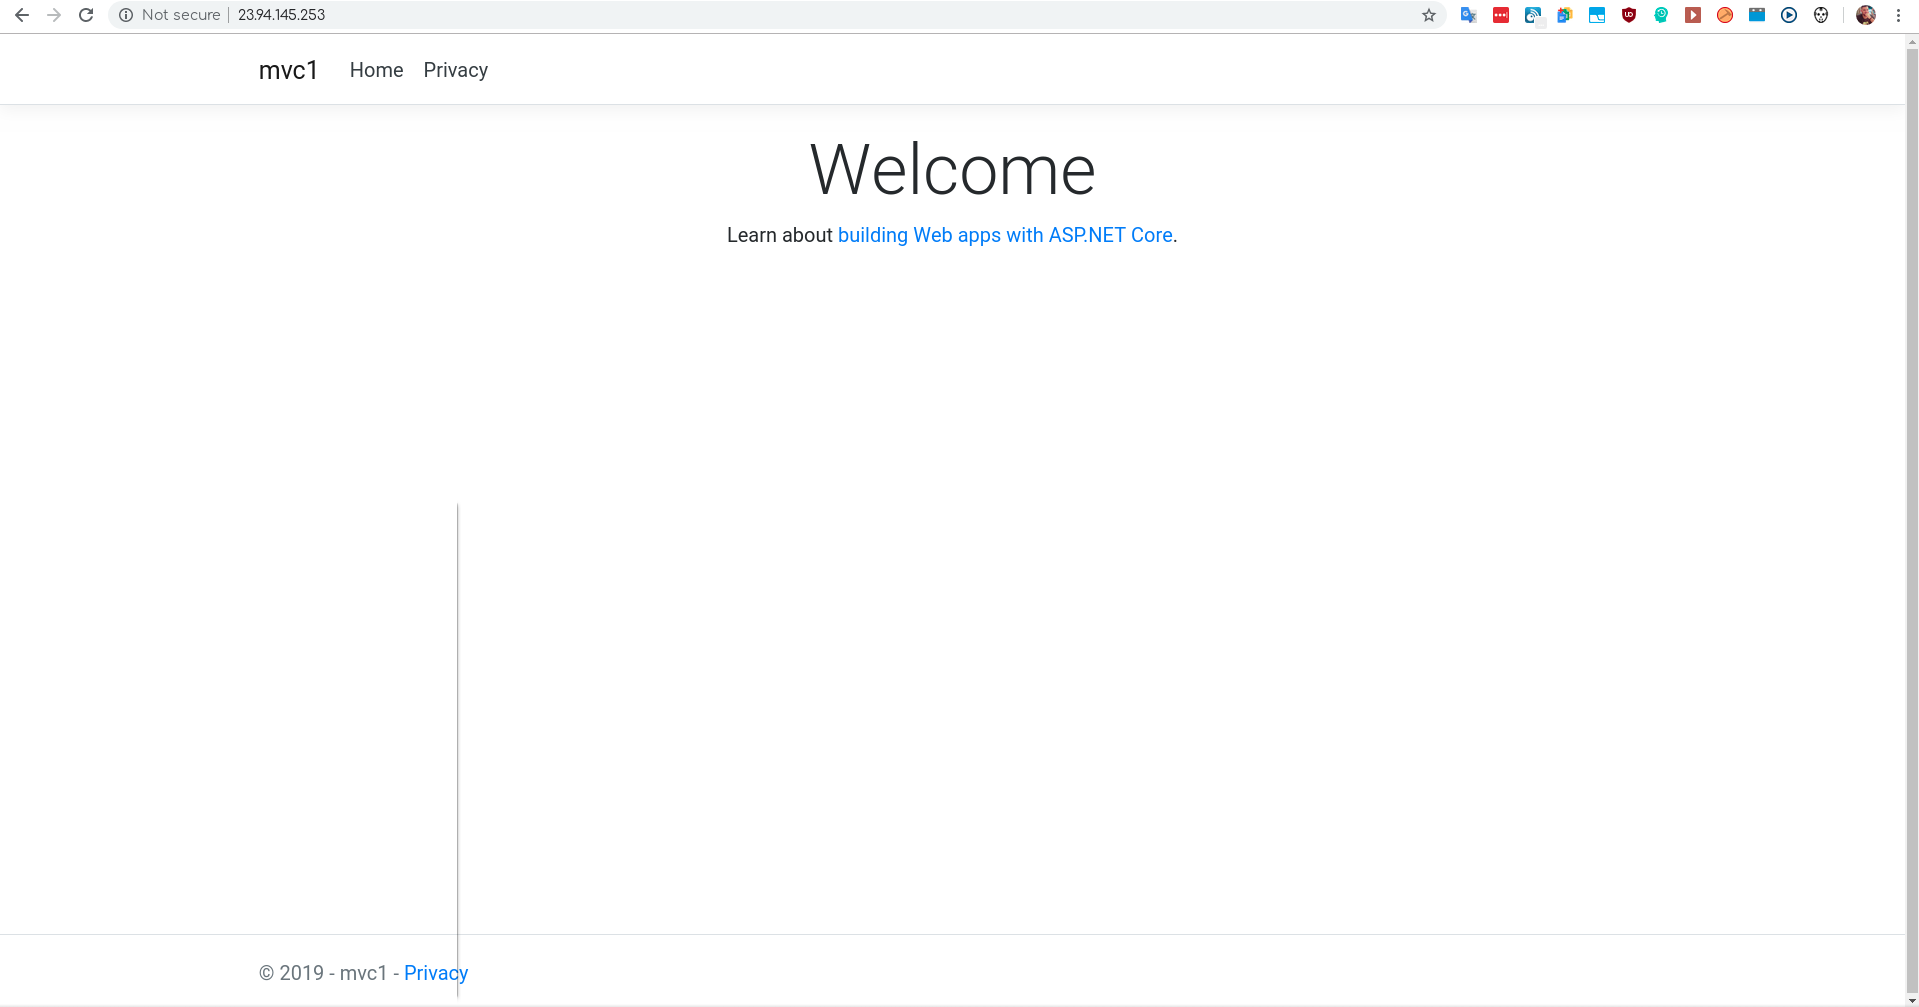 Not secure | 23.94.145.253
mvc1 Home Privacy
Welcome
Learn about building Web apps with ASP.NET Core.
© 2019 - mvc1 - Privacy